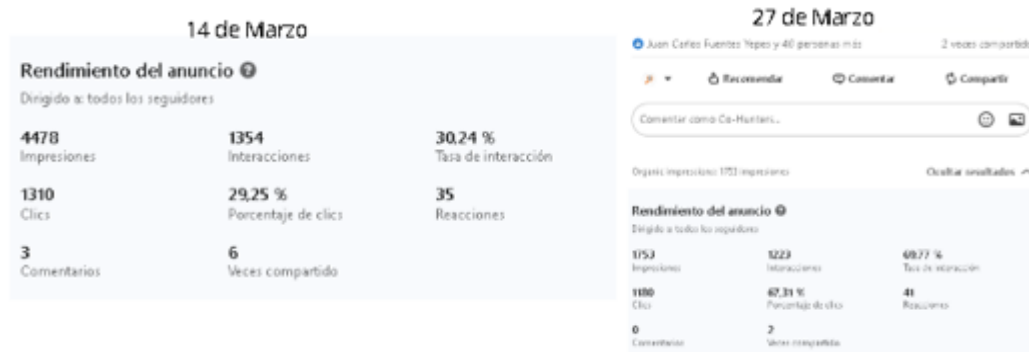 14 de Marzo
Rendimiento del anuncio
Dirigido a: todos los seguidores
4478 1354 30,24 %
Impresiones Interacciones Tasa de interacción
1310 29,25 % 35
Clics Porcentaje de clics Reacciones
3 6
Comentarios Veces compartido
27 de Marzo
Juan Carlos Fuentes Yepes y 40 personas más 2 veces compartido
Recomendar Comentar Compartir
Comentar como Co-Hunters...
Organic impressions: 1753 impresiones Ocultar resultados
Rendimiento del anuncio
Dirigido a todos los seguidores
1753 1223 69,77 %
Impresiones Interacciones Tasa de interacción
1180 67,31 % 41
Clics Porcentaje de clics Reacciones
0 2
Comentarios Veces compartido